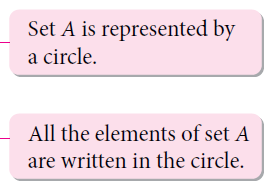 Set A is represented by
a circle.
All the elements of set A
are written in the circle.